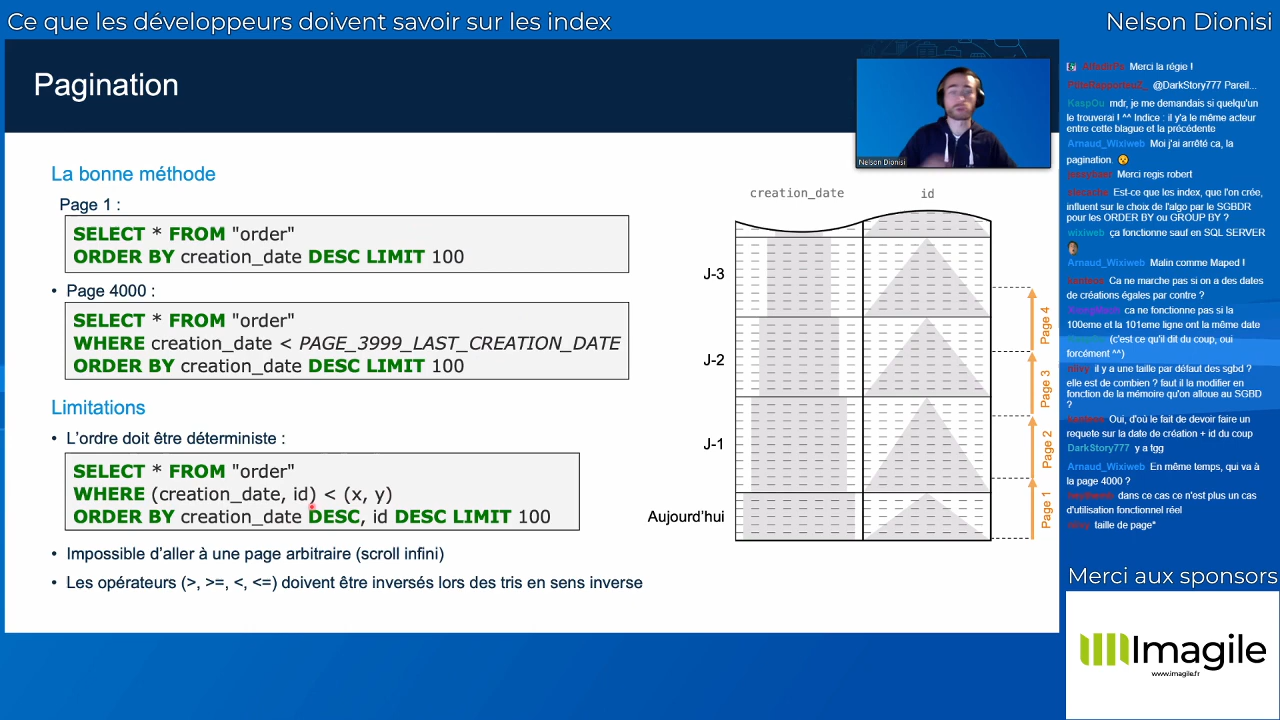 Ce que les développeurs doivent savoir sur les index
Nelson Dionisi
Pagination
Nelson Dionisi
La bonne méthode
Page 1 :
SELECT * FROM "order"
ORDER BY creation_date DESC LIMIT 100
• Page 4000 :
SELECT * FROM "order"
WHERE creation_date < PAGE_3999_LAST_CREATION_DATE
ORDER BY creation_date DESC LIMIT 100
Limitations
• L'ordre doit être déterministe :
SELECT * FROM "order"
WHERE (creation_date, id) < (x, y)
ORDER BY creation_date DESC, id DESC LIMIT 100
• Impossible d'aller à une page arbitraire (scroll infini)
• Les opérateurs (>, >=, <, <=) doivent être inversés lors des tris en sens inverse
creation_date
id
J-3
J-2
J-1
Aujourd'hui
Page 4
Page 3
Page 2
Page 1
Merci la régie !
@DarkStory777 Pareil...
KaspOu mdr, je me demandais si quelqu'un
le trouverai ! ^^ Indice : il y'a le même acteur
entre cette blague et la précédente
Arnaud_Wixiweb Moi j'ai arrêté ca, la
pagination.
Merci regis robert
Est-ce que les index, que l'on crée,
influent sur le choix de l'algo par le SGBDR
pour les ORDER BY ou GROUP BY ?
wixiweb ça fonctionne sauf en SQL SERVER
Arnaud_Wixiweb Malin comme Maped !
Ca ne marche pas si on a des dates
de créations égales par contre ?
ca ne fonctionne pas si la
100eme et la 101eme ligne ont la même date
(c'est ce qu'il dit du coup, oui
forcément ^^)
il y a une taille par défaut des sgbd ?
elle est de combien ? faut il la modifier en
fonction de la mémoire qu'on alloue au SGBD
?
Oui, d'où le fait de devoir faire un
requete sur la date de création + id du coup
DarkStory777 y a tgg
Arnaud_Wixiweb En même temps, qui va à
la page 4000 ?
dans ce cas ce n'est plus un cas
d'utilisation fonctionnel réel
taille de page*
Merci aux sponsors
Imagile
www.imagile.fr